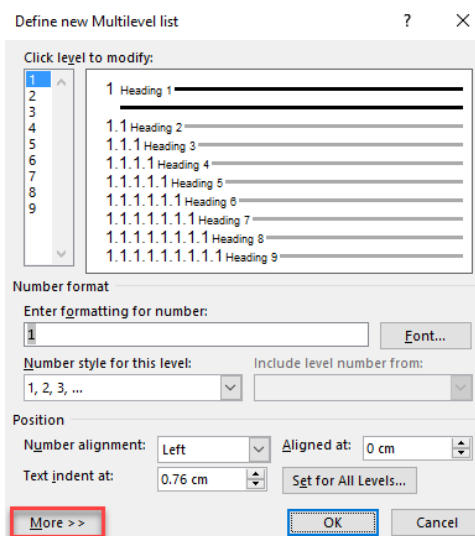 Define new Multilevel list ? ×
Click level to modify:
1
2
3
4
5
6
7
8
9
1 Heading 1
1.1 Heading 2
1.1.1 Heading 3
1.1.1.1 Heading 4
1.1.1.1.1 Heading 5
1.1.1.1.1.1 Heading 6
1.1.1.1.1.1.1 Heading 7
1.1.1.1.1.1.1.1 Heading 8
1.1.1.1.1.1.1.1.1 Heading 9
Number format
Enter formatting for number:
1 Font...
Number style for this level: Include level number from:
1, 2, 3, ...
Position
Number alignment: Left Aligned at: 0 cm
Text indent at: 0.76 cm Set for All Levels...
More >> OK Cancel